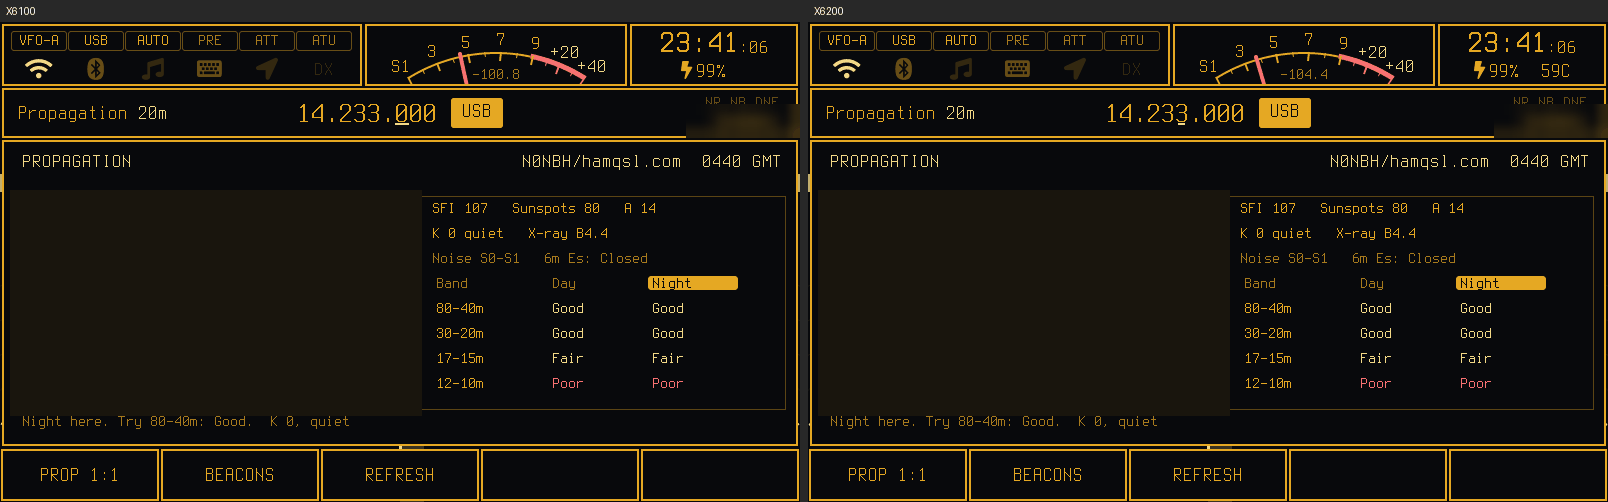 X6100
VFO-A USB AUTO PRE ATT ATU
DX
S1 3 5 7 9 +20 +40
-100.8
23:41:06
99%
Propagation 20m
14.233.000 USB
NR NB DNF
PROPAGATION
N0NBH/hamqsl.com 0440 GMT
SFI 107 Sunspots 80 A 14
K 0 quiet X-ray B4.4
Noise S0-S1 6m Es: Closed
Band Day Night
80-40m Good Good
30-20m Good Good
17-15m Fair Fair
12-10m Poor Poor
Night here. Try 80-40m: Good. K 0, quiet
PROP 1:1 BEACONS REFRESH
X6200
VFO-A USB AUTO PRE ATT ATU
DX
S1 3 5 7 9 +20 +40
-104.4
23:41:06
99% 59C
Propagation 20m
14.233.000 USB
NR NB DNF
PROPAGATION
N0NBH/hamqsl.com 0440 GMT
SFI 107 Sunspots 80 A 14
K 0 quiet X-ray B4.4
Noise S0-S1 6m Es: Closed
Band Day Night
80-40m Good Good
30-20m Good Good
17-15m Fair Fair
12-10m Poor Poor
Night here. Try 80-40m: Good. K 0, quiet
PROP 1:1 BEACONS REFRESH